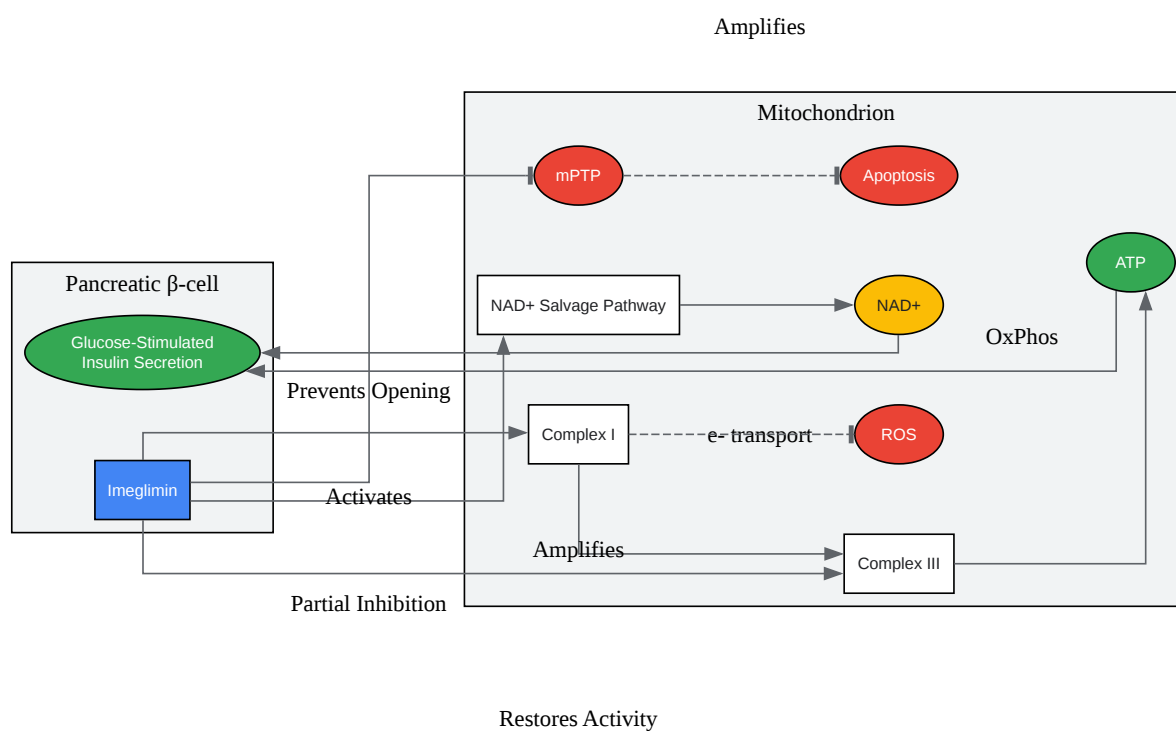 Amplifies
Mitochondrion
mPTP
Apoptosis
ATP
Pancreatic β-cell
NAD+ Salvage Pathway
NAD+
Glucose-Stimulated
Insulin Secretion
OxPhos
Prevents Opening
Complex I
e- transport
ROS
Imeglimin
Activates
Amplifies
Complex III
Partial Inhibition
Restores Activity